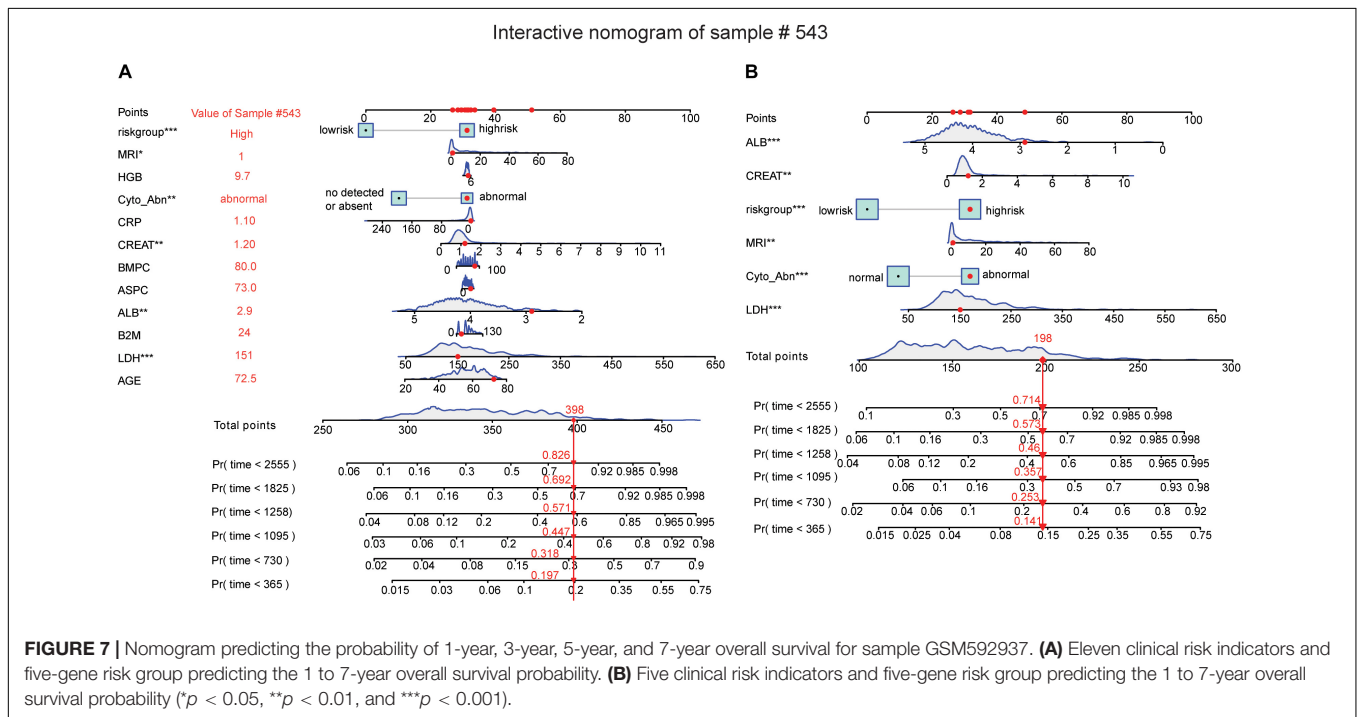 Interactive nomogram of sample # 543
A
Points
Value of Sample #543
0 20 40 60 80 100
riskgroup*** High lowrisk highrisk
MRI* 1 0 20 40 60 80
HGB 9.7 6
Cyto_Abn** abnormal no detected or absent abnormal
CRP 1.10 240 160 80 0
CREAT** 1.20 0 1 2 3 4 5 6 7 8 9 10 11
BMPC 80.0 0 100
ASPC 73.0 0
ALB** 2.9 5 4 3 2
B2M 24 0 130
LDH*** 151 50 150 250 350 450 550 650
AGE 72.5 20 40 60 80
398
Total points 250 300 350 400 450
0.826
Pr( time < 2555 ) 0.06 0.1 0.16 0.3 0.5 0.7 0.92 0.985 0.998
0.692
Pr( time < 1825 ) 0.06 0.1 0.16 0.3 0.5 0.7 0.92 0.985 0.998
0.571
Pr( time < 1258) 0.04 0.08 0.12 0.2 0.4 0.6 0.85 0.965 0.995
0.447
Pr( time < 1095 ) 0.03 0.06 0.1 0.2 0.4 0.6 0.8 0.92 0.98
0.318
Pr( time < 730 ) 0.02 0.04 0.08 0.15 0.3 0.5 0.7 0.9
0.197
Pr( time < 365 ) 0.015 0.03 0.06 0.1 0.2 0.35 0.55 0.75
B
Points 0 20 40 60 80 100
ALB*** 5 4 3 2 1 0
CREAT** 0 2 4 6 8 10
riskgroup*** lowrisk highrisk
MRI** 0 20 40 60 80
Cyto_Abn*** normal abnormal
LDH*** 50 150 250 350 450 550 650
198
Total points 100 150 200 250 300
0.714
Pr( time < 2555 ) 0.1 0.3 0.5 0.7 0.92 0.985 0.998
0.573
Pr( time < 1825 ) 0.06 0.1 0.16 0.3 0.5 0.7 0.92 0.985 0.998
0.46
Pr( time < 1258 ) 0.04 0.08 0.12 0.2 0.4 0.6 0.85 0.965 0.995
0.357
Pr( time < 1095 ) 0.06 0.1 0.16 0.3 0.5 0.7 0.93 0.98
0.253
Pr( time < 730 ) 0.02 0.04 0.06 0.1 0.2 0.4 0.6 0.8 0.92
0.141
Pr( time < 365 ) 0.015 0.025 0.04 0.08 0.15 0.25 0.35 0.55 0.75
FIGURE 7 | Nomogram predicting the probability of 1-year, 3-year, 5-year, and 7-year overall survival for sample GSM592937. (A) Eleven clinical risk indicators and
five-gene risk group predicting the 1 to 7-year overall survival probability. (B) Five clinical risk indicators and five-gene risk group predicting the 1 to 7-year overall
survival probability (*p < 0.05, **p < 0.01, and ***p < 0.001).